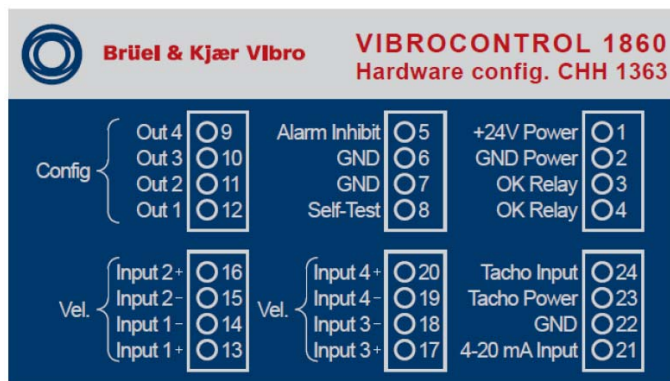 Brüel & Kjær Vibro
VIBROCONTROL 1860
Hardware config. CHH 1363
Config
Out 4 9
Out 3 10
Out 2 11
Out 1 12
Alarm Inhibit 5
GND 6
GND 7
Self-Test 8
+24V Power 1
GND Power 2
OK Relay 3
OK Relay 4
Vel.
Input 2+ 16
Input 2- 15
Input 1- 14
Input 1+ 13
Vel.
Input 4+ 20
Input 4- 19
Input 3- 18
Input 3+ 17
Tacho Input 24
Tacho Power 23
GND 22
4-20 mA Input 21